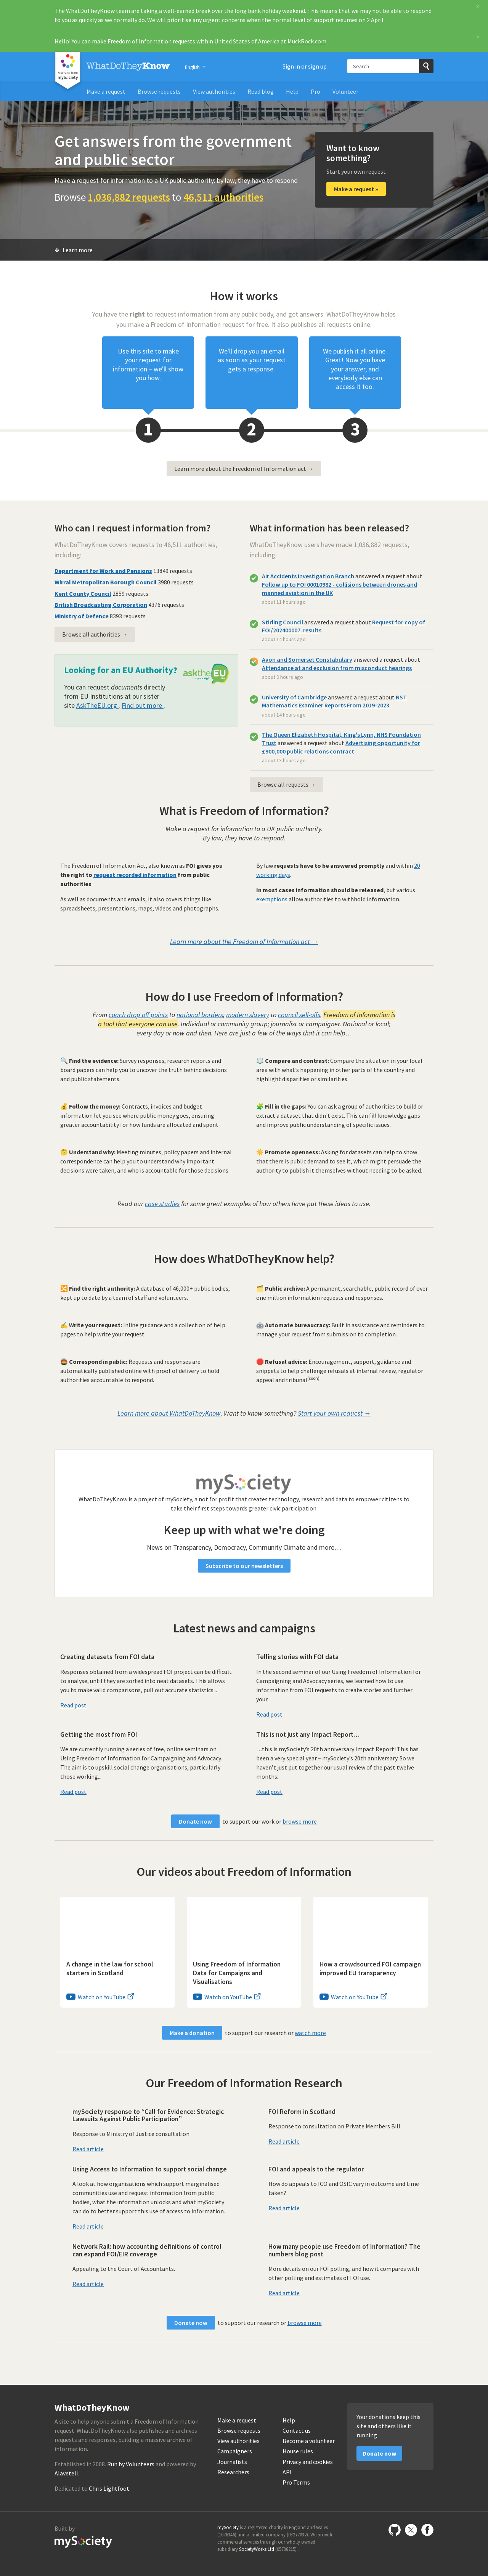 The WhatDoTheyKnow team are taking a well-earned break over the long bank holiday weekend. This means that we may not be able to respond
to you as quickly as we normally do. We will prioritise any urgent concerns when the normal level of support resumes on 2 April.
Hello! You can make Freedom of Information requests within United States of America at MuckRock.com
a service from mySociety
WhatDoTheyKnow
English
Sign in or sign up
Search
Make a request
Browse requests
View authorities
Read blog
Help
Pro
Volunteer
Get answers from the government
and public sector
Make a request for information to a UK public authority: by law, they have to respond
Browse 1,036,882 requests to 46,511 authorities
Want to know
something?
Start your own request
Make a request »
Learn more
How it works
You have the right to request information from any public body, and get answers. WhatDoTheyKnow helps
you make a Freedom of Information request for free. It also publishes all requests online.
Use this site to make
your request for
information – we'll show
you how.
We'll drop you an email
as soon as your request
gets a response.
We publish it all online.
Great! Now you have
your answer, and
everybody else can
access it too.
1
2
3
Learn more about the Freedom of Information act →
Who can I request information from?
WhatDoTheyKnow covers requests to 46,511 authorities,
including:
Department for Work and Pensions 13849 requests
Wirral Metropolitan Borough Council 3980 requests
Kent County Council 2859 requests
British Broadcasting Corporation 4376 requests
Ministry of Defence 8393 requests
Browse all authorities →
Looking for an EU Authority?
You can request documents directly
from EU Institutions at our sister
site AskTheEU.org . Find out more .
asktheEU
What information has been released?
WhatDoTheyKnow users have made 1,036,882 requests,
including:
Air Accidents Investigation Branch answered a request about
Follow up to FOI 00010982 - collisions between drones and
manned aviation in the UK
about 11 hours ago
Stirling Council answered a request about Request for copy of
FOI/202400007. results
about 14 hours ago
Avon and Somerset Constabulary answered a request about
Attendance at and exclusion from misconduct hearings
about 9 hours ago
University of Cambridge answered a request about NST
Mathematics Examiner Reports From 2019-2023
about 14 hours ago
The Queen Elizabeth Hospital, King's Lynn, NHS Foundation
Trust answered a request about Advertising opportunity for
£900,000 public relations contract
about 13 hours ago
Browse all requests →
What is Freedom of Information?
Make a request for information to a UK public authority.
By law, they have to respond.
The Freedom of Information Act, also known as FOI gives you
the right to request recorded information from public
authorities.
As well as documents and emails, it also covers things like
spreadsheets, presentations, maps, videos and photographs.
By law requests have to be answered promptly and within 20
working days.
In most cases information should be released, but various
exemptions allow authorities to withhold information.
Learn more about the Freedom of Information act →
How do I use Freedom of Information?
From coach drop off points to national borders; modern slavery to council sell-offs, Freedom of Information is
a tool that everyone can use. Individual or community group; journalist or campaigner. National or local;
every day or now and then. Here are just a few of the ways that it can help…
🔍 Find the evidence: Survey responses, research reports and
board papers can help you to uncover the truth behind decisions
and public statements.
⚖️ Compare and contrast: Compare the situation in your local
area with what's happening in other parts of the country and
highlight disparities or similarities.
💰 Follow the money: Contracts, invoices and budget
information let you see where public money goes, ensuring
greater accountability for how funds are allocated and spent.
🧩 Fill in the gaps: You can ask a group of authorities to build or
extract a dataset that didn't exist. This can fill knowledge gaps
and improve public understanding of specific issues.
🤔 Understand why: Meeting minutes, policy papers and internal
correspondence can help you to understand why important
decisions were taken, and who is accountable for those decisions.
☀️ Promote openness: Asking for datasets can help to show
that there is public demand to see it, which might persuade the
authority to publish it themselves without needing to be asked.
Read our case studies for some great examples of how others have put these ideas to use.
How does WhatDoTheyKnow help?
🔀 Find the right authority: A database of 46,000+ public bodies,
kept up to date by a team of staff and volunteers.
🗂️ Public archive: A permanent, searchable, public record of over
one million information requests and responses.
✍️ Write your request: Inline guidance and a collection of help
pages to help write your request.
🤖 Automate bureaucracy: Built in assistance and reminders to
manage your request from submission to completion.
📮 Correspond in public: Requests and responses are
automatically published online with proof of delivery to hold
authorities accountable to respond.
🛑 Refusal advice: Encouragement, support, guidance and
snippets to help challenge refusals at internal review, regulator
appeal and tribunal(soon).
Learn more about WhatDoTheyKnow. Want to know something? Start your own request →
mySociety
WhatDoTheyKnow is a project of mySociety, a not for profit that creates technology, research and data to empower citizens to
take their first steps towards greater civic participation.
Keep up with what we're doing
News on Transparency, Democracy, Community Climate and more…
Subscribe to our newsletters
Latest news and campaigns
Creating datasets from FOI data
Responses obtained from a widespread FOI project can be difficult
to analyse, until they are sorted into neat datasets. This allows
you to make valid comparisons, pull out accurate statistics...
Read post
Telling stories with FOI data
In the second seminar of our Using Freedom of Information for
Campaigning and Advocacy series, we learned how to use
information from FOI requests to create stories and further
your...
Read post
Getting the most from FOI
We are currently running a series of free, online seminars on
Using Freedom of Information for Campaigning and Advocacy.
The aim is to upskill social change organisations, particularly
those working...
Read post
This is not just any Impact Report…
…this is mySociety's 20th anniversary Impact Report! This has
been a very special year – mySociety's 20th anniversary. So we
haven't just put together our usual review of the past twelve
months:...
Read post
Donate now to support our work or browse more
Our videos about Freedom of Information
A change in the law for school
starters in Scotland
Watch on YouTube
Using Freedom of Information
Data for Campaigns and
Visualisations
Watch on YouTube
How a crowdsourced FOI campaign
improved EU transparency
Watch on YouTube
Make a donation to support our research or watch more
Our Freedom of Information Research
mySociety response to "Call for Evidence: Strategic
Lawsuits Against Public Participation"
Response to Ministry of Justice consultation
Read article
FOI Reform in Scotland
Response to consultation on Private Members Bill
Read article
Using Access to Information to support social change
A look at how organisations which support marginalised
communities use and request information from public
bodies, what the information unlocks and what mySociety
can do to better support this use of access to information.
Read article
FOI and appeals to the regulator
How do appeals to ICO and OSIC vary in outcome and time
taken?
Read article
Network Rail: how accounting definitions of control
can expand FOI/EIR coverage
Appealing to the Court of Accountants.
Read article
How many people use Freedom of Information? The
numbers blog post
More details on our FOI polling, and how it compares with
other polling and estimates of FOI use.
Read article
Donate now to support our research or browse more
WhatDoTheyKnow
A site to help anyone submit a Freedom of Information
request. WhatDoTheyKnow also publishes and archives
requests and responses, building a massive archive of
information.
Established in 2008. Run by Volunteers and powered by
Alaveteli.
Dedicated to Chris Lightfoot.
Make a request
Browse requests
View authorities
Campaigners
Journalists
Researchers
Help
Contact us
Become a volunteer
House rules
Privacy and cookies
API
Pro Terms
Your donations keep this
site and others like it
running
Donate now
Built by
mySociety
mySociety is a registered charity in England and Wales
(1076346) and a limited company (03277032). We provide
commercial services through our wholly owned
subsidiary SocietyWorks Ltd (05798215).